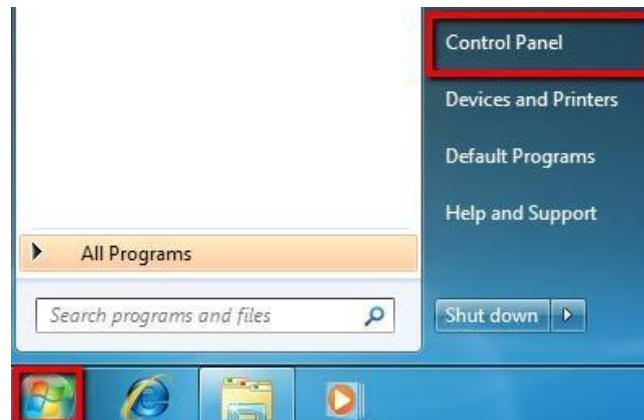 Control Panel
Devices and Printers
Default Programs
Help and Support
All Programs
Search programs and files
Shut down